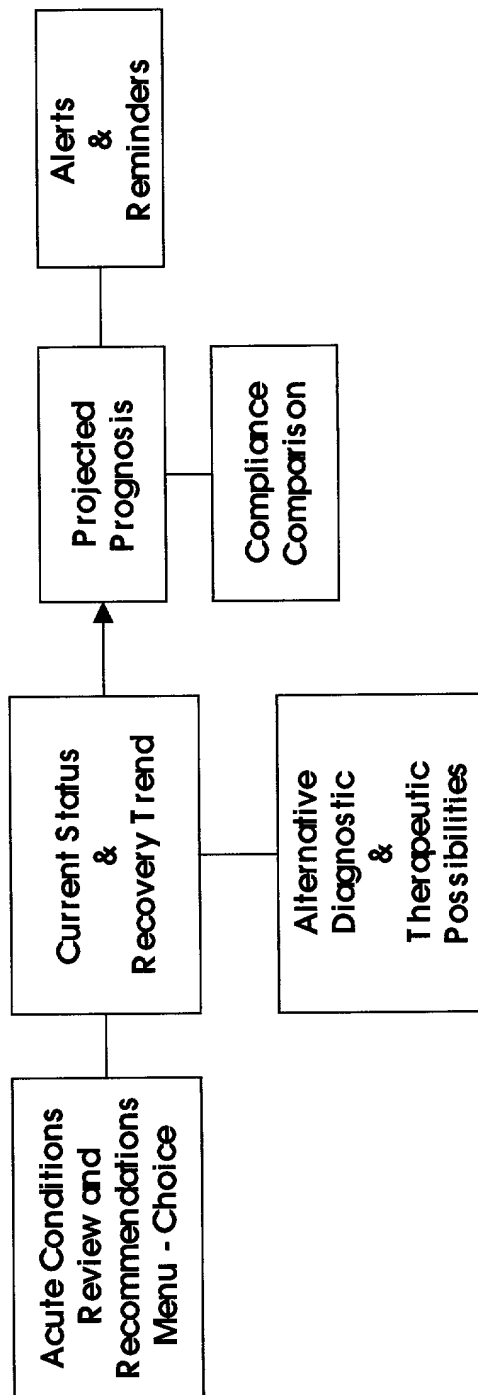 Acute Conditions
Review and
Recommendations
Menu - Choice
Current Status
&
Recovery Trend
Alternative
Diagnostic
&
Therapeutic
Possibilities
Projected
Prognosis
Compliance
Comparison
Alerts
&
Reminders